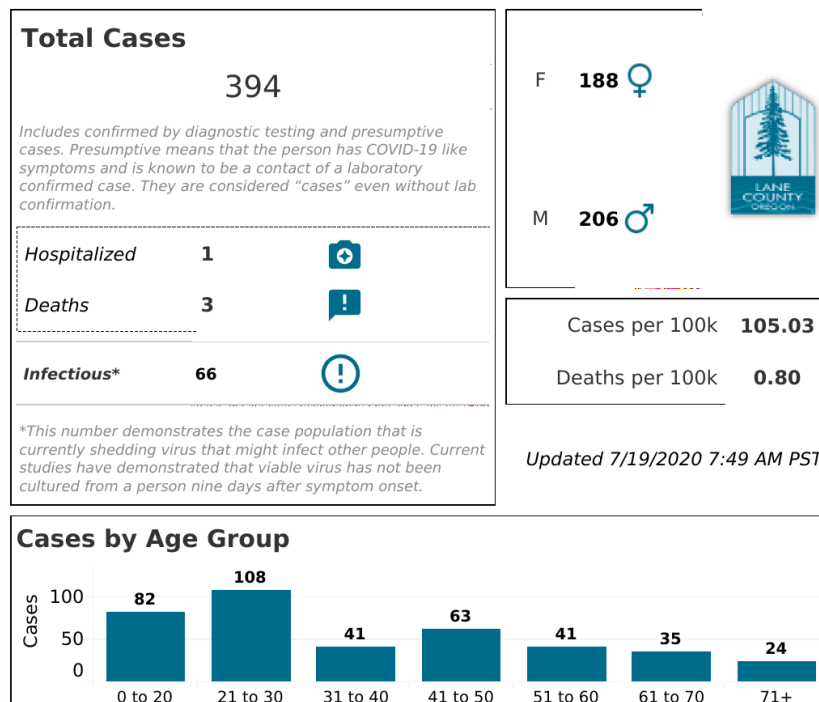 Total Cases
394
Includes confirmed by diagnostic testing and presumptive
cases. Presumptive means that the person has COVID-19 like
symptoms and is known to be a contact of a laboratory
confirmed case. They are considered “cases” even without lab
confirmation.
Hospitalized 1
Deaths 3
Infectious* 66
*This number demonstrates the case population that is
currently shedding virus that might infect other people. Current
studies have demonstrated that viable virus has not been
cultured from a person nine days after symptom onset.
F 188
M 206
LANE
COUNTY
OREGON
Cases per 100k 105.03
Deaths per 100k 0.80
Updated 7/19/2020 7:49 AM PST
Cases by Age Group
Cases
100
50
0
82 108 41 63 41 35 24
0 to 20 21 to 30 31 to 40 41 to 50 51 to 60 61 to 70 71+